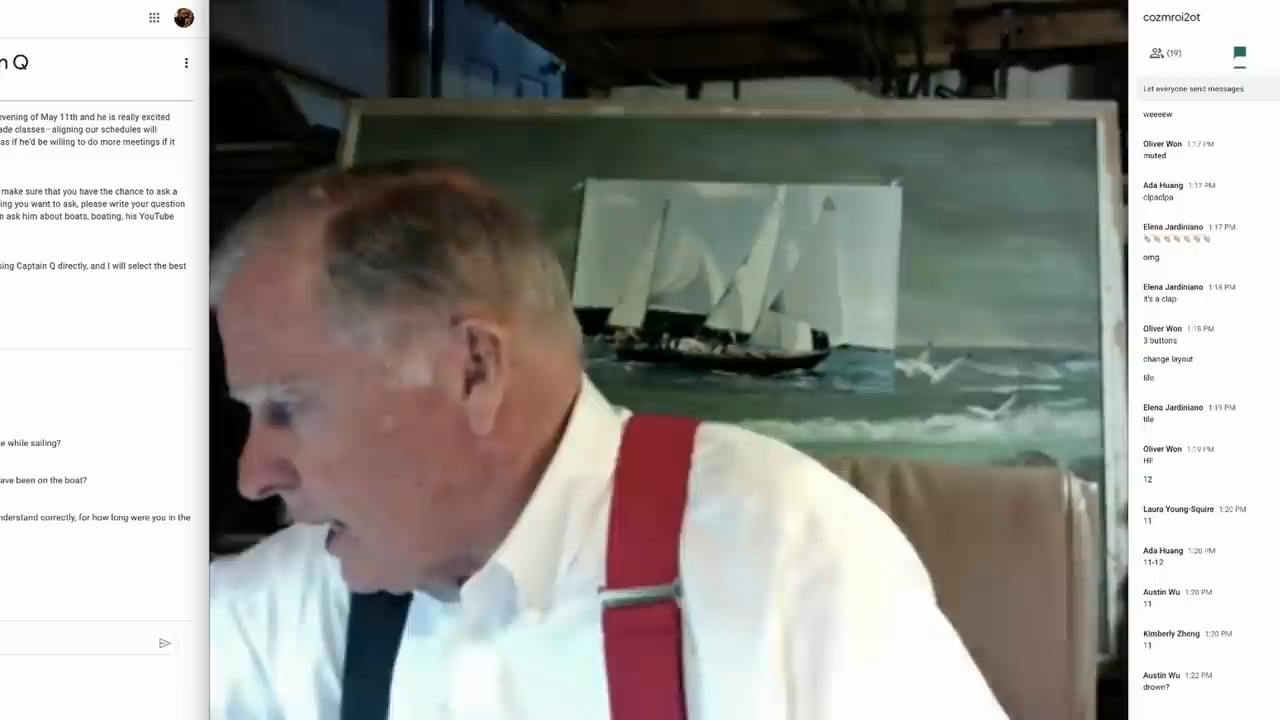 n Q
evening of May 11th and he is really excited
ade classes--aligning our schedules will
as if he'd be willing to do more meetings if it
make sure that you have the chance to ask a
ing you want to ask, please write your question
n ask him about boats, boating, his YouTube
sing Captain Q directly, and I will select the best
e while sailing?
ave been on the boat?
nderstand correctly, for how long were you in the
cozmroi2ot
(19)
Let everyone send messages
weeeew
Oliver Won 1:17 PM
muted
Ada Huang 1:17 PM
clpaclpa
Elena Jardiniano 1:17 PM
omg
Elena Jardiniano 1:18 PM
it's a clap
Oliver Won 1:18 PM
3 buttons
change layout
tile
Elena Jardiniano 1:19 PM
tile
Oliver Won 1:19 PM
HI!
12
Laura Young-Squire 1:20 PM
11
Ada Huang 1:20 PM
11-12
Austin Wu 1:20 PM
11
Kimberly Zheng 1:20 PM
11
Austin Wu 1:22 PM
drown?